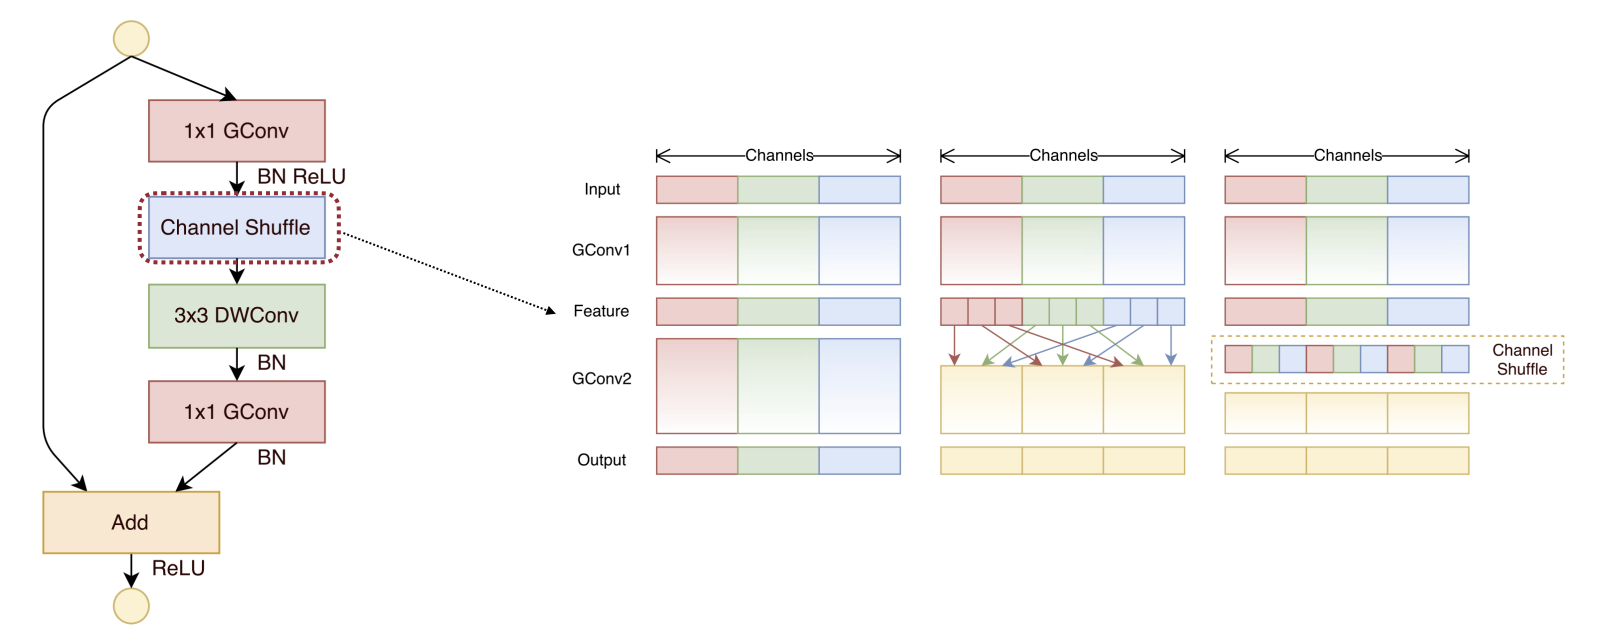 1x1 GConv
BN ReLU
Channel Shuffle
3x3 DWConv
BN
1x1 GConv
BN
Add
ReLU
Channels
Channels
Channels
Input
GConv1
Feature
GConv2
Output
Channel
Shuffle